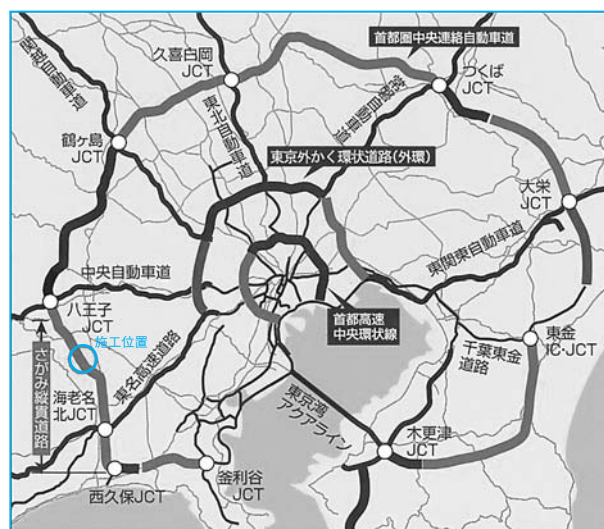 首都圏中央連絡自動車道
久喜白岡
JCT
つくば
JCT
関越自動車道
東北自動車道
常磐自動車道
鶴ヶ島
JCT
東京外かく環状道路(外環)
大栄
JCT
中央自動車道
東関東自動車道
八王子
JCT
首都高速
中央環状線
施工位置
さがみ縦貫道路
東名高速道路
東金
IC・JCT
千葉東金
道路
海老名
北JCT
東京湾
アクアライン
木更津
JCT
西久保JCT
釜利谷
JCT